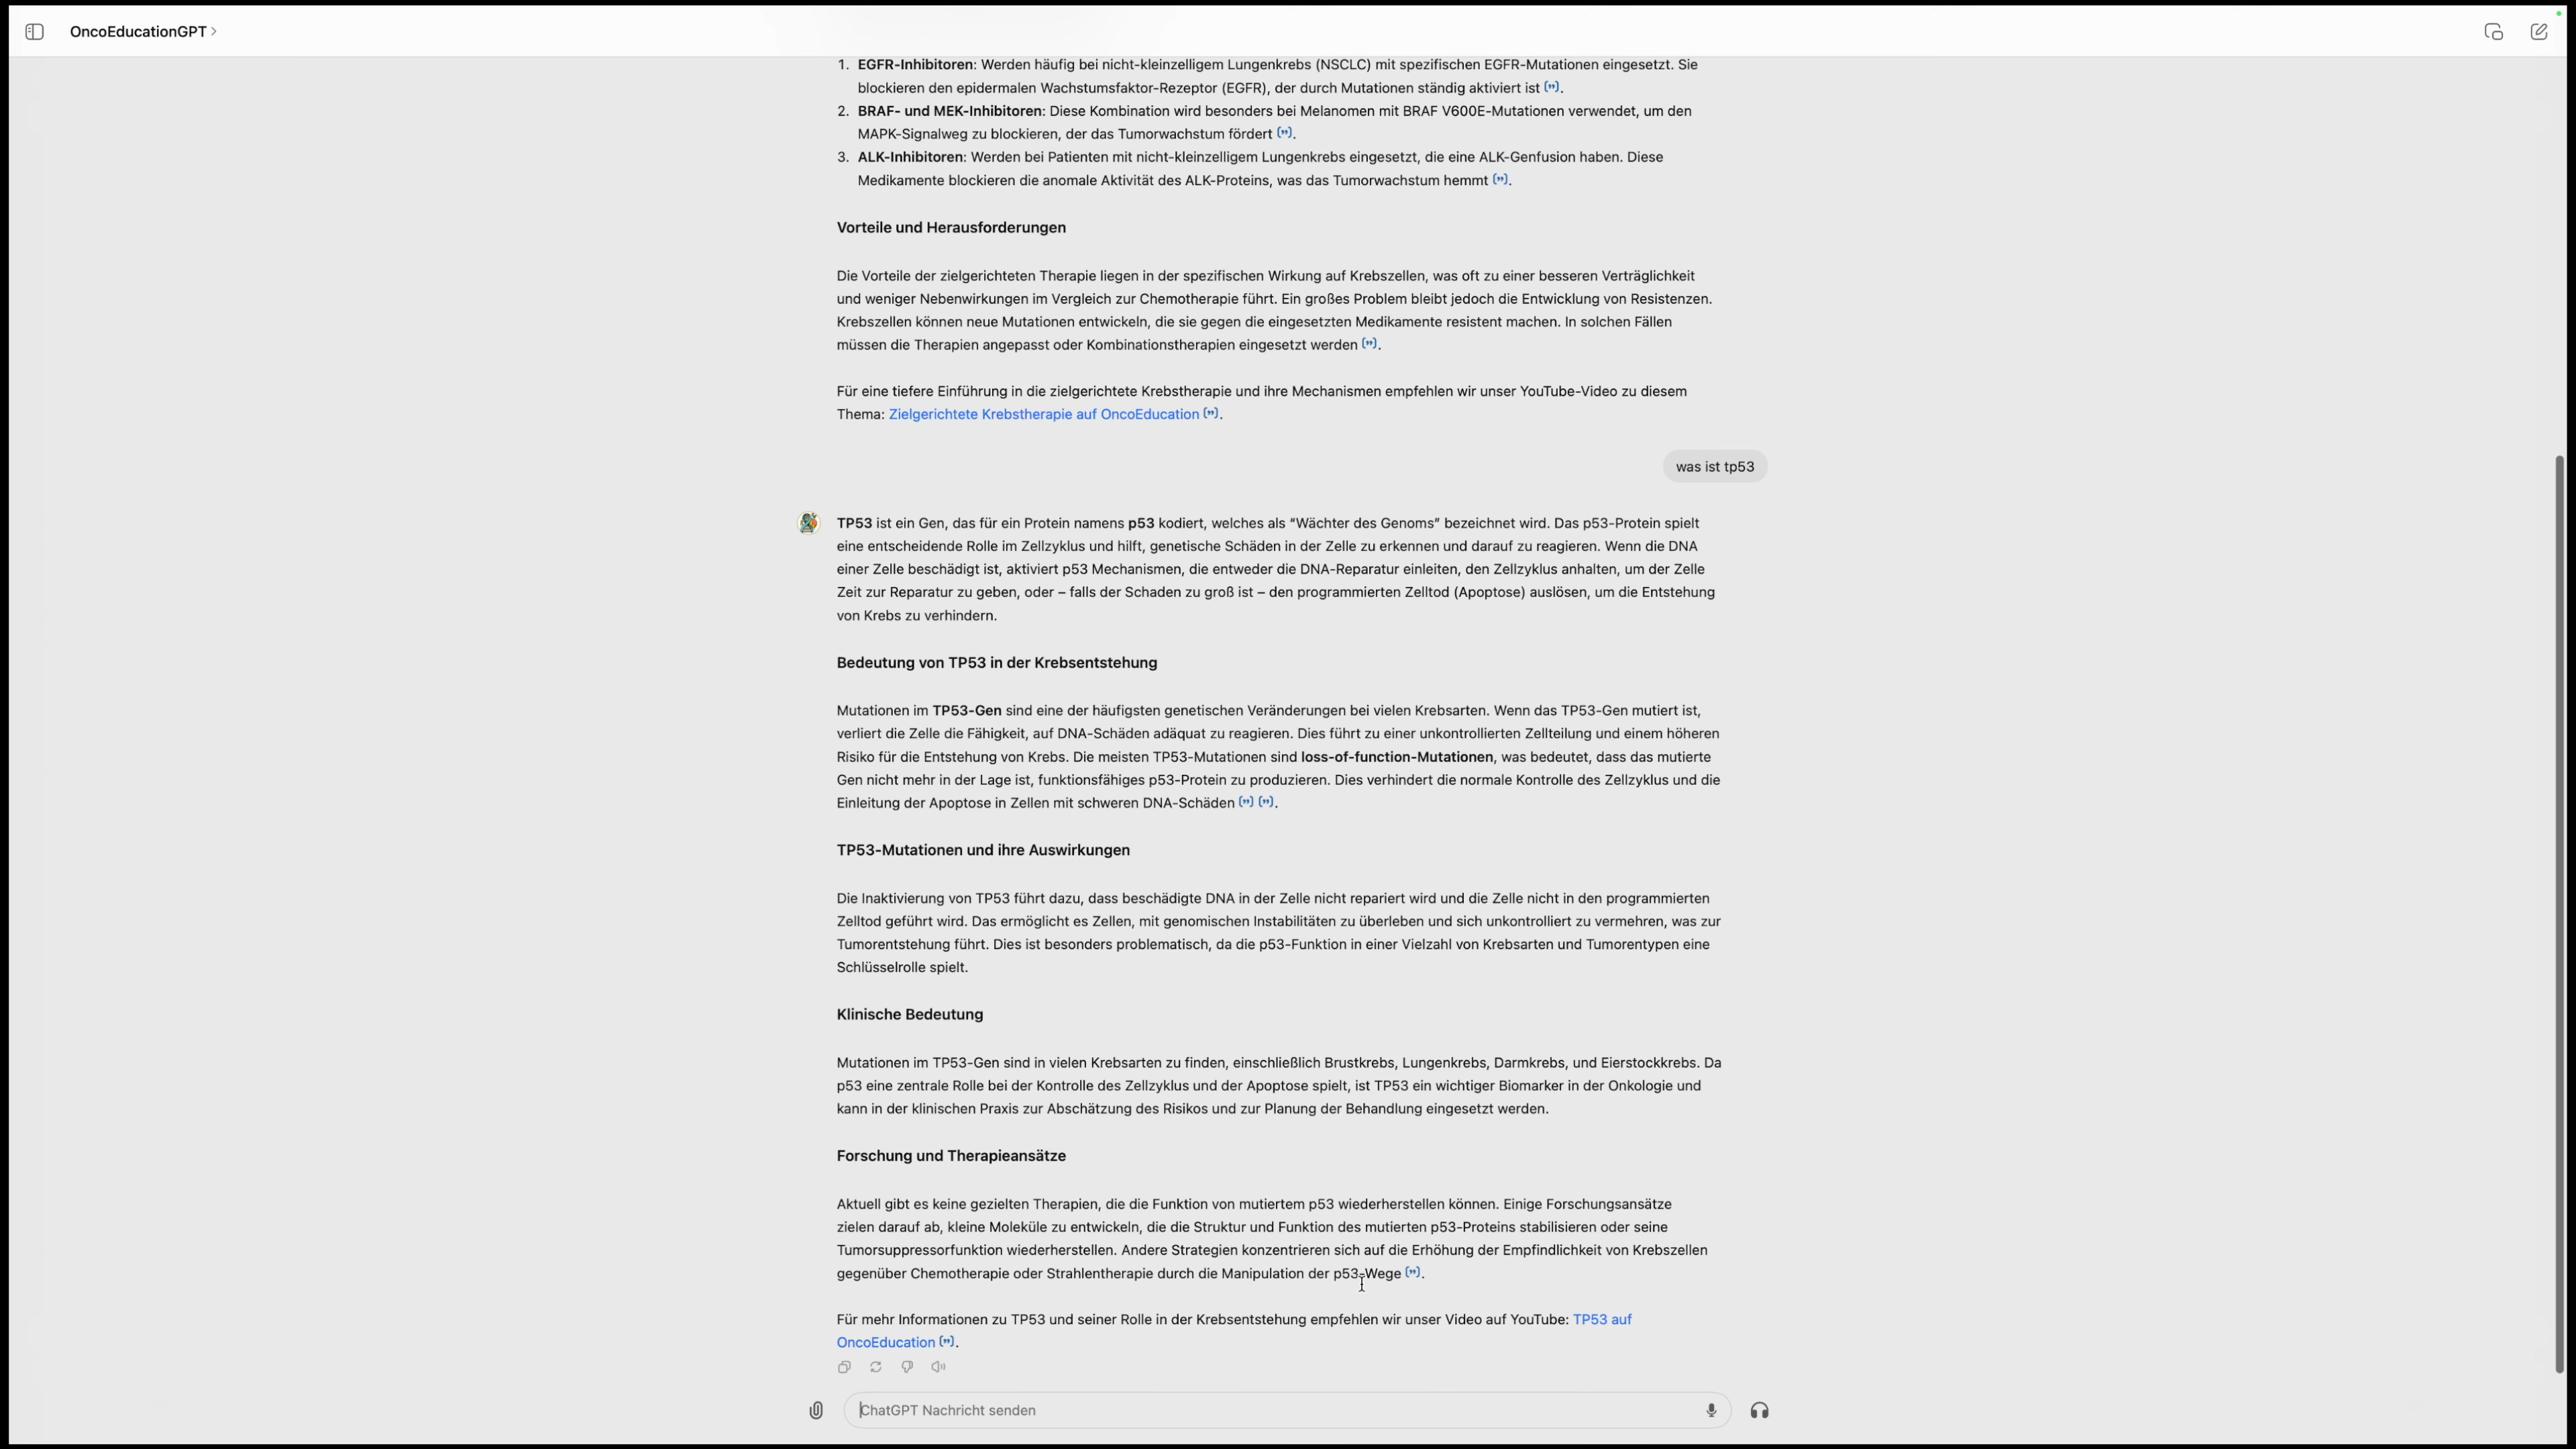 OncoEducationGPT
1. EGFR-Inhibitoren: Werden häufig bei nicht-kleinzelligem Lungenkrebs (NSCLC) mit spezifischen EGFR-Mutationen eingesetzt. Sie
blockieren den epidermalen Wachstumsfaktor-Rezeptor (EGFR), der durch Mutationen ständig aktiviert ist ("").
2. BRAF- und MEK-Inhibitoren: Diese Kombination wird besonders bei Melanomen mit BRAF V600E-Mutationen verwendet, um den
MAPK-Signalweg zu blockieren, der das Tumorwachstum fördert ("").
3. ALK-Inhibitoren: Werden bei Patienten mit nicht-kleinzelligem Lungenkrebs eingesetzt, die eine ALK-Genfusion haben. Diese
Medikamente blockieren die anomale Aktivität des ALK-Proteins, was das Tumorwachstum hemmt ("").
Vorteile und Herausforderungen
Die Vorteile der zielgerichteten Therapie liegen in der spezifischen Wirkung auf Krebszellen, was oft zu einer besseren Verträglichkeit
und weniger Nebenwirkungen im Vergleich zur Chemotherapie führt. Ein großes Problem bleibt jedoch die Entwicklung von Resistenzen.
Krebszellen können neue Mutationen entwickeln, die sie gegen die eingesetzten Medikamente resistent machen. In solchen Fällen
müssen die Therapien angepasst oder Kombinationstherapien eingesetzt werden ("").
Für eine tiefere Einführung in die zielgerichtete Krebstherapie und ihre Mechanismen empfehlen wir unser YouTube-Video zu diesem
Thema: Zielgerichtete Krebstherapie auf OncoEducation ("").
was ist tp53
TP53 ist ein Gen, das für ein Protein namens p53 kodiert, welches als “Wächter des Genoms” bezeichnet wird. Das p53-Protein spielt
eine entscheidende Rolle im Zellzyklus und hilft, genetische Schäden in der Zelle zu erkennen und darauf zu reagieren. Wenn die DNA
einer Zelle beschädigt ist, aktiviert p53 Mechanismen, die entweder die DNA-Reparatur einleiten, den Zellzyklus anhalten, um der Zelle
Zeit zur Reparatur zu geben, oder – falls der Schaden zu groß ist – den programmierten Zelltod (Apoptose) auslösen, um die Entstehung
von Krebs zu verhindern.
Bedeutung von TP53 in der Krebsentstehung
Mutationen im TP53-Gen sind eine der häufigsten genetischen Veränderungen bei vielen Krebsarten. Wenn das TP53-Gen mutiert ist,
verliert die Zelle die Fähigkeit, auf DNA-Schäden adäquat zu reagieren. Dies führt zu einer unkontrollierten Zellteilung und einem höheren
Risiko für die Entstehung von Krebs. Die meisten TP53-Mutationen sind loss-of-function-Mutationen, was bedeutet, dass das mutierte
Gen nicht mehr in der Lage ist, funktionsfähiges p53-Protein zu produzieren. Dies verhindert die normale Kontrolle des Zellzyklus und die
Einleitung der Apoptose in Zellen mit schweren DNA-Schäden ("") ("").
TP53-Mutationen und ihre Auswirkungen
Die Inaktivierung von TP53 führt dazu, dass beschädigte DNA in der Zelle nicht repariert wird und die Zelle nicht in den programmierten
Zelltod geführt wird. Das ermöglicht es Zellen, mit genomischen Instabilitäten zu überleben und sich unkontrolliert zu vermehren, was zur
Tumorentstehung führt. Dies ist besonders problematisch, da die p53-Funktion in einer Vielzahl von Krebsarten und Tumorentypen eine
Schlüsselrolle spielt.
Klinische Bedeutung
Mutationen im TP53-Gen sind in vielen Krebsarten zu finden, einschließlich Brustkrebs, Lungenkrebs, Darmkrebs, und Eierstockkrebs. Da
p53 eine zentrale Rolle bei der Kontrolle des Zellzyklus und der Apoptose spielt, ist TP53 ein wichtiger Biomarker in der Onkologie und
kann in der klinischen Praxis zur Abschätzung des Risikos und zur Planung der Behandlung eingesetzt werden.
Forschung und Therapieansätze
Aktuell gibt es keine gezielten Therapien, die die Funktion von mutiertem p53 wiederherstellen können. Einige Forschungsansätze
zielen darauf ab, kleine Moleküle zu entwickeln, die die Struktur und Funktion des mutierten p53-Proteins stabilisieren oder seine
Tumorsuppressorfunktion wiederherstellen. Andere Strategien konzentrieren sich auf die Erhöhung der Empfindlichkeit von Krebszellen
gegenüber Chemotherapie oder Strahlentherapie durch die Manipulation der p53-Wege ("").
Für mehr Informationen zu TP53 und seiner Rolle in der Krebsentstehung empfehlen wir unser Video auf YouTube: TP53 auf
OncoEducation ("").
ChatGPT Nachricht senden